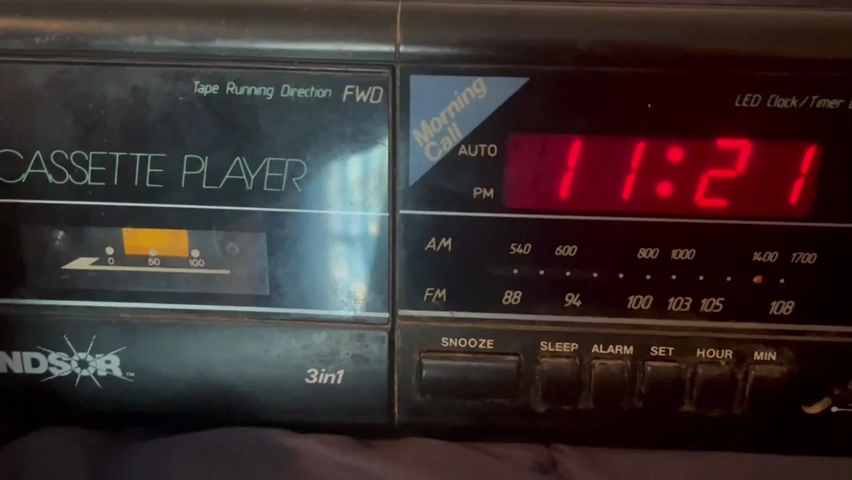 Tape Running Direction FWD
CASSETTE PLAYER
0 50 100
3in1
Morning
Call
LED Clock/Timer
AUTO
PM
11:21
AM 540 600 800 1000 1400 1700
FM 88 94 100 103 105 108
SNOOZE SLEEP ALARM SET HOUR MIN